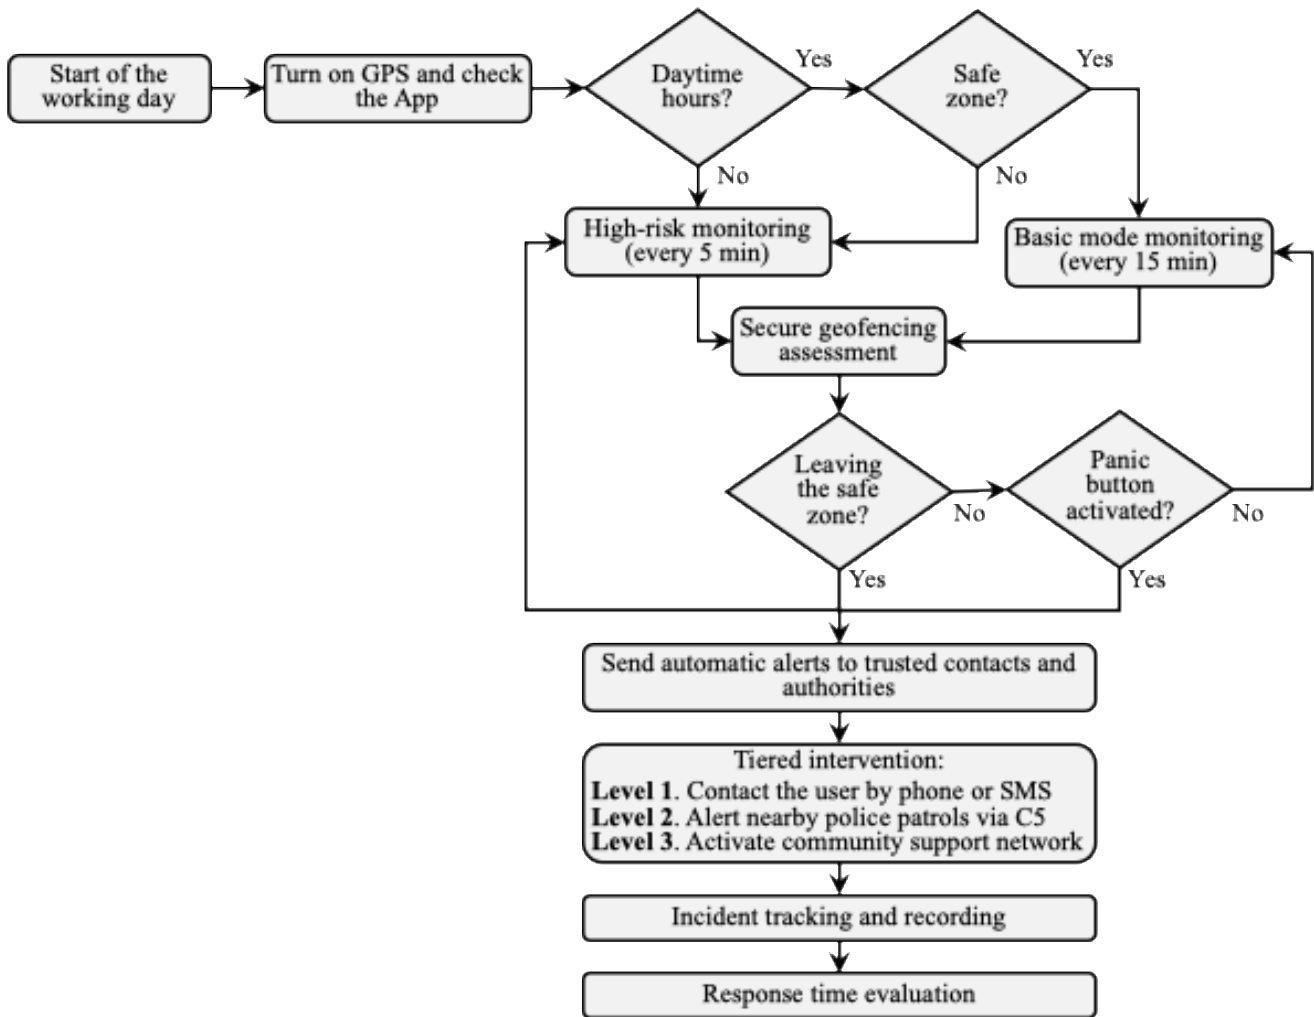 Start of the
working day
Turn on GPS and check
the App
Daytime
hours?
Yes
Safe
zone?
Yes
No
No
High-risk monitoring
(every 5 min)
Basic mode monitoring
(every 15 min)
Secure geofencing
assessment
Leaving
the safe
zone?
No
Panic
button
activated?
No
Yes
Yes
Send automatic alerts to trusted contacts and
authorities
Tiered intervention:
Level 1. Contact the user by phone or SMS
Level 2. Alert nearby police patrols via C5
Level 3. Activate community support network
Incident tracking and recording
Response time evaluation